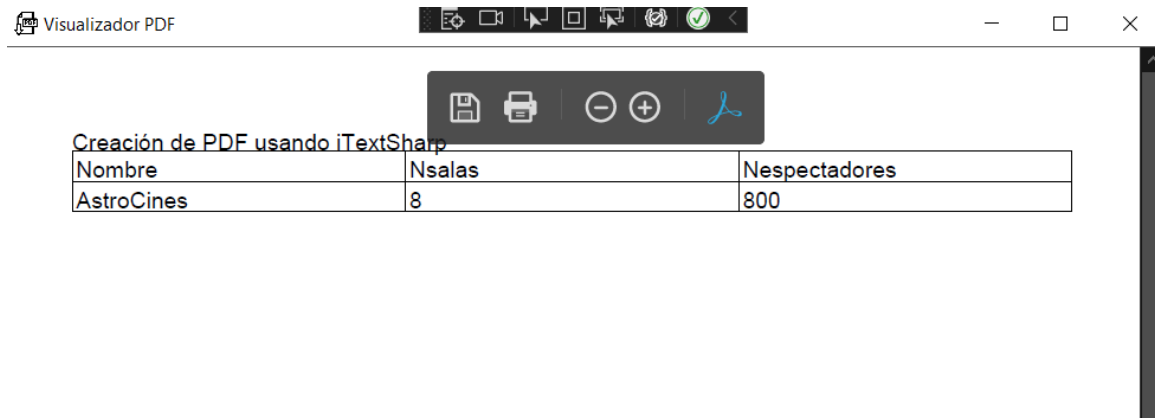 Visualizador PDF
Creación de PDF usando iTextSharp
Nombre Nsalas Nespectadores
AstroCines 8 800